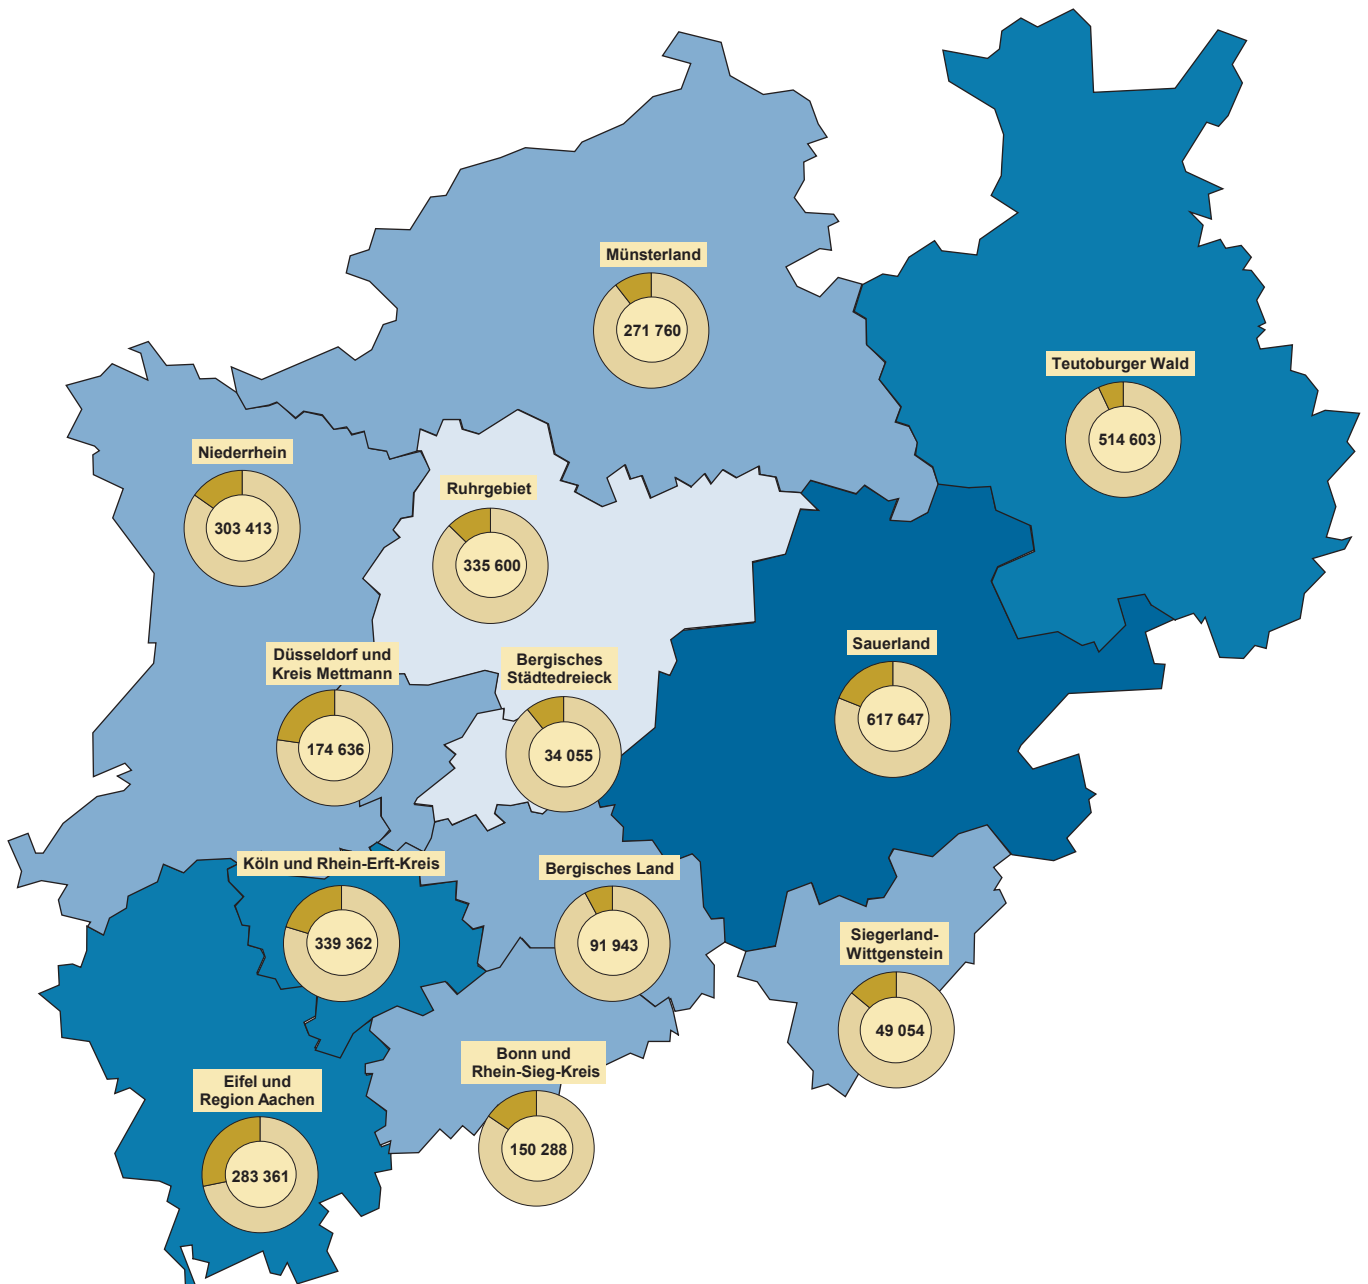 Münsterland
271 760
Teutoburger Wald
514 603
Niederrhein
303 413
Ruhrgebiet
335 600
Sauerland
617 647
Düsseldorf und
Kreis Mettmann
174 636
Bergisches
Städtedreieck
34 055
Köln und Rhein-Erft-Kreis
339 362
Bergisches Land
91 943
Siegerland-
Wittgenstein
49 054
Bonn und
Rhein-Sieg-Kreis
150 288
Eifel und
Region Aachen
283 361